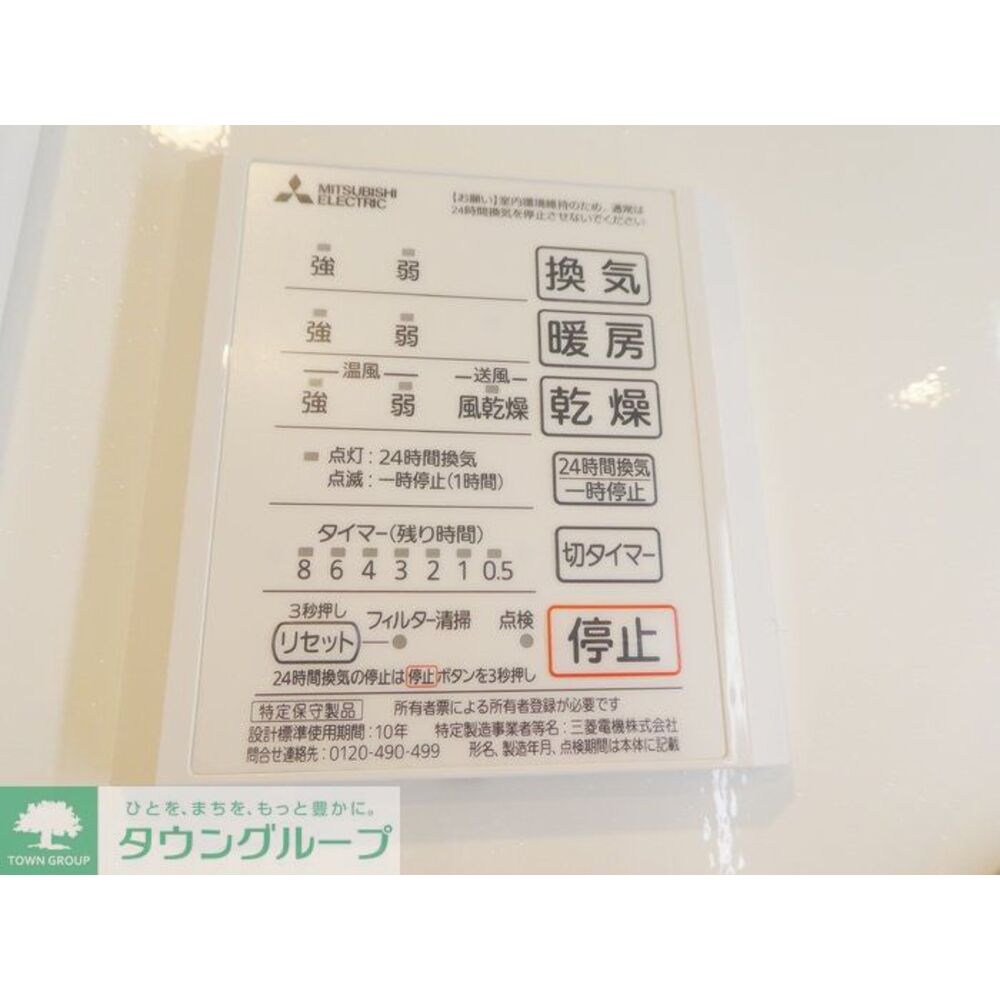 MITSUBISHI
ELECTRIC
【お願い】室内環境維持のため、通常は
24時間換気を停止させないでください
強 弱 換気
強 弱 暖房
温風 送風
強 弱 風乾燥 乾燥
点灯:24時間換気
点滅:一時停止(1時間)
24時間換気
一時停止
タイマー(残り時間)
8 6 4 3 2 1 0.5
切タイマー
3秒押し
リセット フィルター清掃 点検
停止
24時間換気の停止は停止ボタンを3秒押し
特定保守製品 所有者票による所有者登録が必要です
設計標準使用期間:10年 特定製造事業者等名:三菱電機株式会社
問合せ連絡先:0120-490-499 形名、製造年月、点検期間は本体に記載
ひとを、まちを、もっと豊かに。
タウングループ
TOWN GROUP